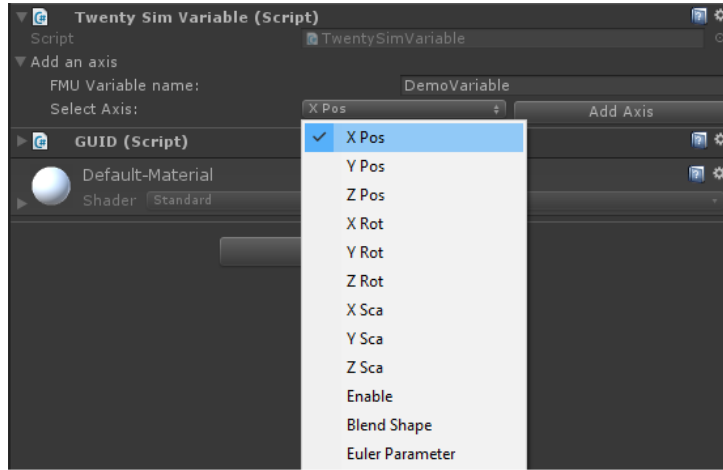 Twenty Sim Variable (Script)
Script TwentySimVariable
Add an axis
FMU Variable name: DemoVariable
Select Axis: X Pos Add Axis
GUID (Script)
Default-Material
Shader Standard
X Pos
Y Pos
Z Pos
X Rot
Y Rot
Z Rot
X Sca
Y Sca
Z Sca
Enable
Blend Shape
Euler Parameter